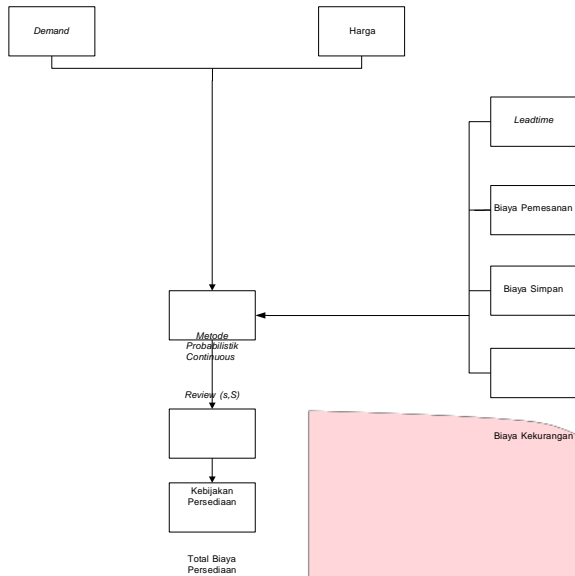 Demand
Harga
Leadtime
Biaya Pemesanan
Biaya Simpan
Metode
Probabilistik
Continuous
Review (s,S)
Biaya Kekurangan
Kebijakan
Persediaan
Total Biaya
Persediaan